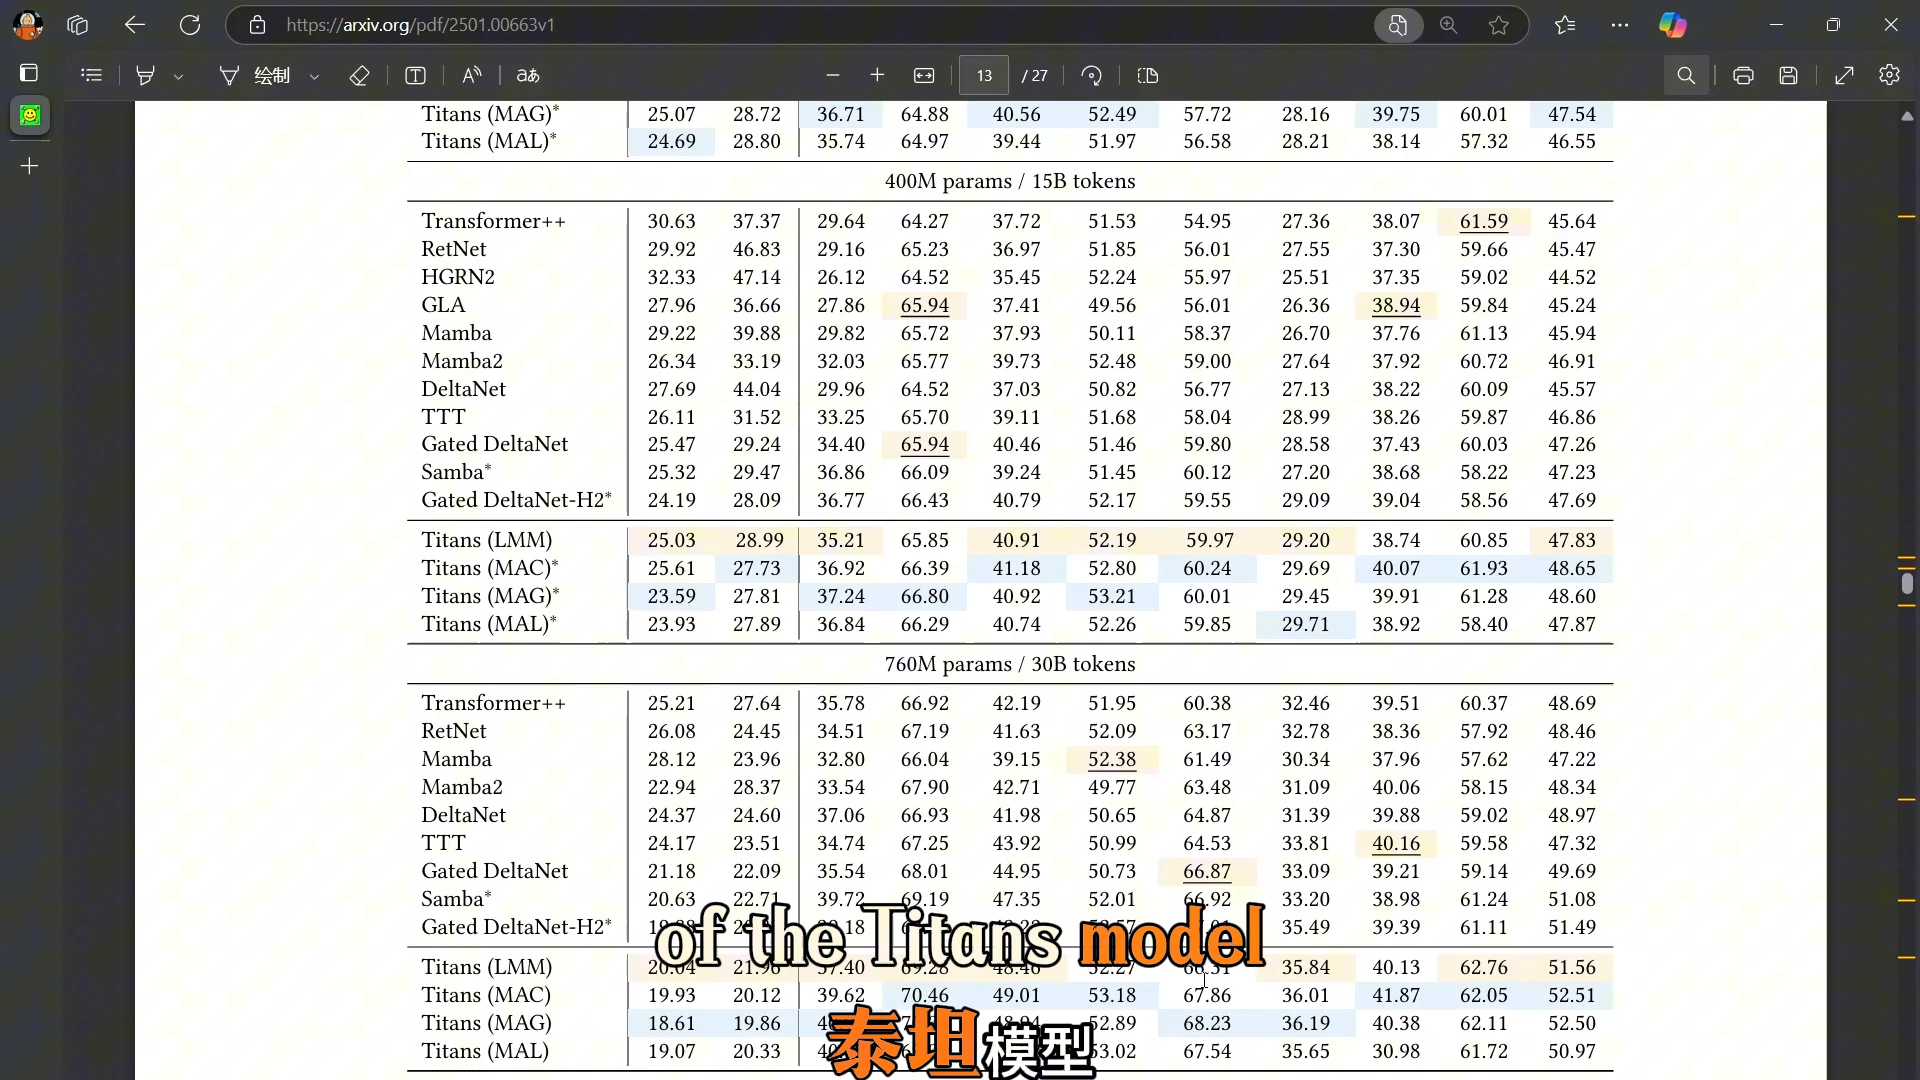 https://arxiv.org/pdf/2501.00663v1
绘制
aあ
13 / 27
Titans (MAG)* 25.07 28.72 36.71 64.88 40.56 52.49 57.72 28.16 39.75 60.01 47.54
Titans (MAL)* 24.69 28.80 35.74 64.97 39.44 51.97 56.58 28.21 38.14 57.32 46.55
400M params / 15B tokens
Transformer++ 30.63 37.37 29.64 64.27 37.72 51.53 54.95 27.36 38.07 61.59 45.64
RetNet 29.92 46.83 29.16 65.23 36.97 51.85 56.01 27.55 37.30 59.66 45.47
HGRN2 32.33 47.14 26.12 64.52 35.45 52.24 55.97 25.51 37.35 59.02 44.52
GLA 27.96 36.66 27.86 65.94 37.41 49.56 56.01 26.36 38.94 59.84 45.24
Mamba 29.22 39.88 29.82 65.72 37.93 50.11 58.37 26.70 37.76 61.13 45.94
Mamba2 26.34 33.19 32.03 65.77 39.73 52.48 59.00 27.64 37.92 60.72 46.91
DeltaNet 27.69 44.04 29.96 64.52 37.03 50.82 56.77 27.13 38.22 60.09 45.57
TTT 26.11 31.52 33.25 65.70 39.11 51.68 58.04 28.99 38.26 59.87 46.86
Gated DeltaNet 25.47 29.24 34.40 65.94 40.46 51.46 59.80 28.58 37.43 60.03 47.26
Samba* 25.32 29.47 36.86 66.09 39.24 51.45 60.12 27.20 38.68 58.22 47.23
Gated DeltaNet-H2* 24.19 28.09 36.77 66.43 40.79 52.17 59.55 29.09 39.04 58.56 47.69
Titans (LMM) 25.03 28.99 35.21 65.85 40.91 52.19 59.97 29.20 38.74 60.85 47.83
Titans (MAC)* 25.61 27.73 36.92 66.39 41.18 52.80 60.24 29.69 40.07 61.93 48.65
Titans (MAG)* 23.59 27.81 37.24 66.80 40.92 53.21 60.01 29.45 39.91 61.28 48.60
Titans (MAL)* 23.93 27.89 36.84 66.29 40.74 52.26 59.85 29.71 38.92 58.40 47.87
760M params / 30B tokens
Transformer++ 25.21 27.64 35.78 66.92 42.19 51.95 60.38 32.46 39.51 60.37 48.69
RetNet 26.08 24.45 34.51 67.19 41.63 52.09 63.17 32.78 38.36 57.92 48.46
Mamba 28.12 23.96 32.80 66.04 39.15 52.38 61.49 30.34 37.96 57.62 47.22
Mamba2 22.94 28.37 33.54 67.90 42.71 49.77 63.48 31.09 40.06 58.15 48.34
DeltaNet 24.37 24.60 37.06 66.93 41.98 50.65 64.87 31.39 39.88 59.02 48.97
TTT 24.17 23.51 34.74 67.25 43.92 50.99 64.53 33.81 40.16 59.58 47.32
Gated DeltaNet 21.18 22.09 35.54 68.01 44.95 50.73 66.87 33.09 39.21 59.14 49.69
Samba* 20.63 22.71 39.72 69.19 47.35 52.01 66.92 33.20 38.98 61.24 51.08
Gated DeltaNet-H2* 35.49 39.39 61.11 51.49
of the Titans model
Titans (LMM) 35.84 40.13 62.76 51.56
Titans (MAC) 19.93 20.12 39.62 70.46 49.01 53.18 67.86 36.01 41.87 62.05 52.51
Titans (MAG) 18.61 19.86 52.89 68.23 36.19 40.38 62.11 52.50
Titans (MAL) 19.07 20.33 53.02 67.54 35.65 30.98 61.72 50.97
泰坦模型